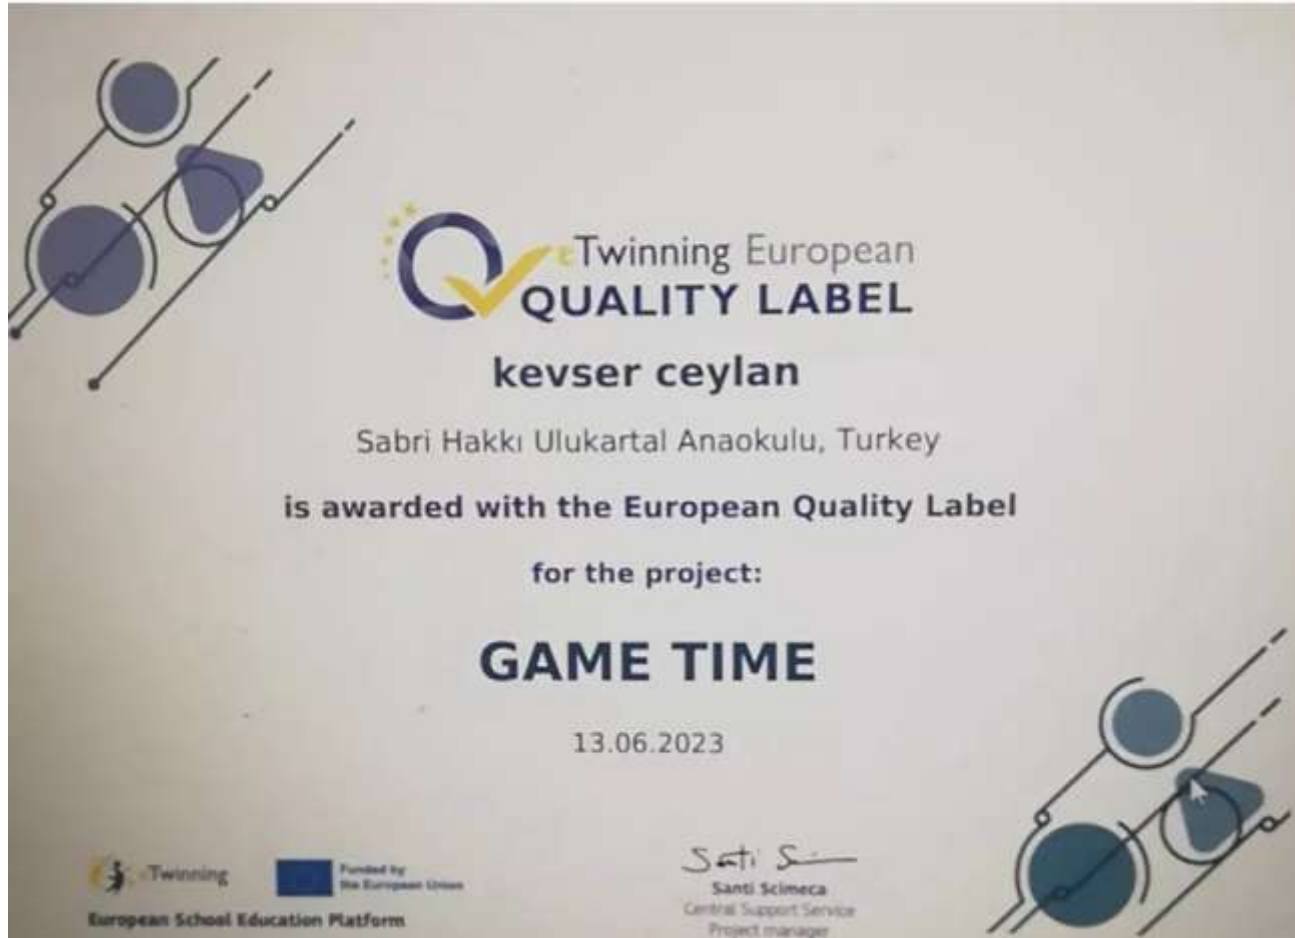 eTwinning European
QUALITY LABEL
kevser ceylan
Sabri Hakkı Ulukartal Anaokulu, Turkey
is awarded with the European Quality Label
for the project:
GAME TIME
13.06.2023
eTwinning
Funded by
the European Union
European School Education Platform
Santi Scimeca
Central Support Service
Project manager